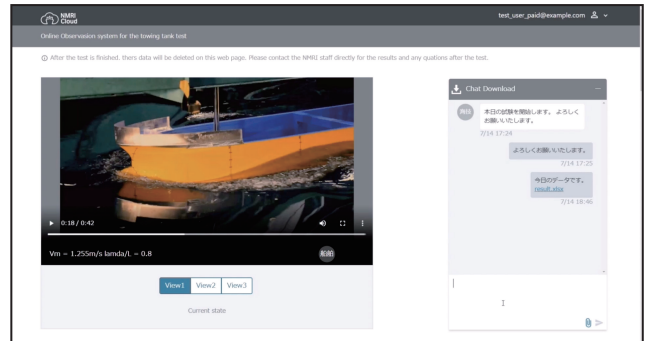 NMRI
Cloud
test_user_paid@example.com
Online Observasion system for the towing tank test
After the test is finished. thers data will be deleted on this web page. Please contact the NMRI staff directly for the results and any quations after the test.
0:18 / 0:42
Vm = 1.255m/s lamda/L = 0.8
船舶
View1 View2 View3
Current state
Chat Download
本日の試験を開始します。 よろしく
お願いいたします。
7/14 17:24
よろしくお願いいたします。
7/14 17:25
今日のデータです。
result.xlsx
7/14 18:46